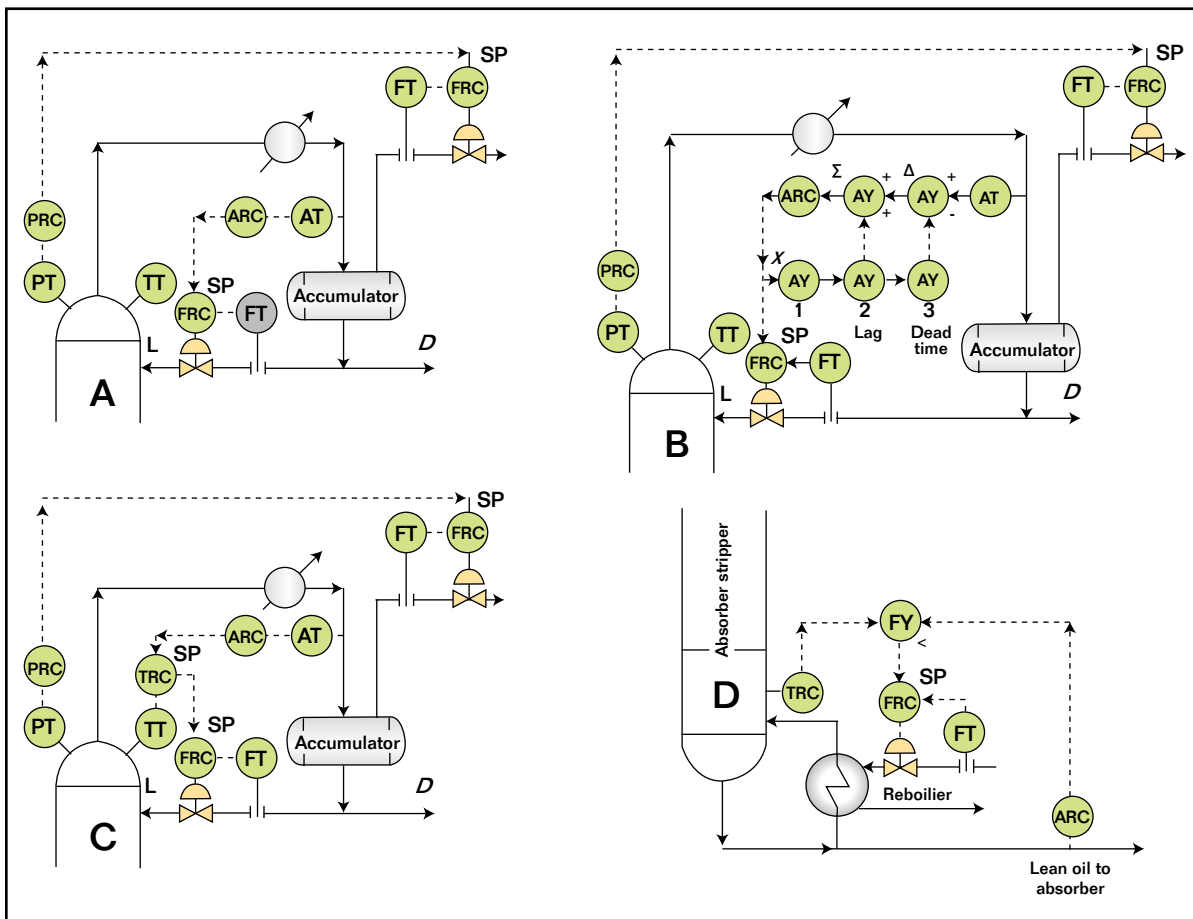 SP
FT FRC
PRC
ARC AT
PT TT SP
FRC FT
Accumulator
L
D
A
SP
FT FRC
Σ + Δ +
ARC AY AY AT
+ -
PRC
X
AY AY AY
1 2 3
Lag Dead
time
PT TT SP
FRC FT
Accumulator
L
D
B
SP
FT FRC
ARC AT
PRC SP
TRC
PT TT SP
FRC FT
Accumulator
L
D
C
Absorber stripper
FY
<
D TRC SP
FRC
FT
Reboilier
ARC
Lean oil to
absorber